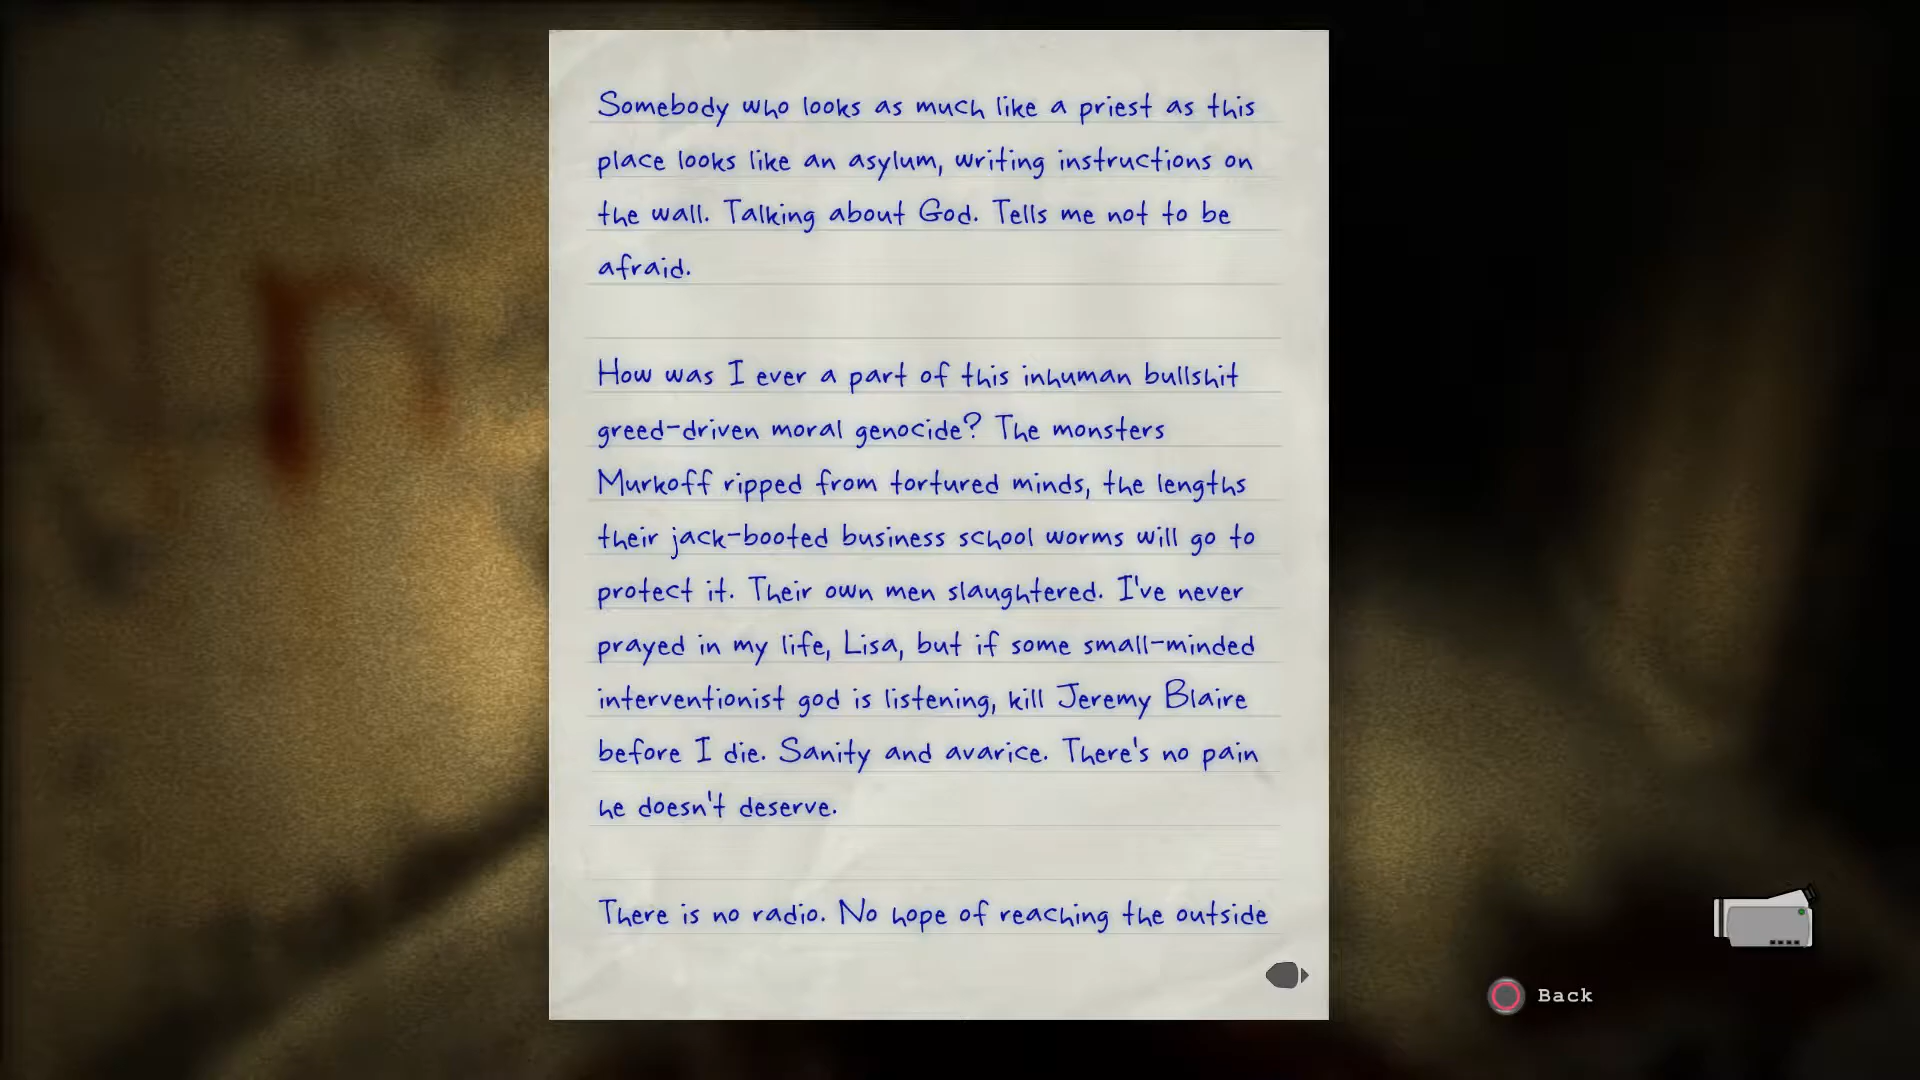 Somebody who looks as much like a priest as this
place looks like an asylum, writing instructions on
the wall. Talking about God. Tells me not to be
afraid.
How was I ever a part of this inhuman bullshit
greed-driven moral genocide? The monsters
Murkoff ripped from tortured minds, the lengths
their jack-booted business school worms will go to
protect it. Their own men slaughtered. I've never
prayed in my life, Lisa, but if some small-minded
interventionist god is listening, kill Jeremy Blaire
before I die. Sanity and avarice. There's no pain
he doesn't deserve.
There is no radio. No hope of reaching the outside
Back